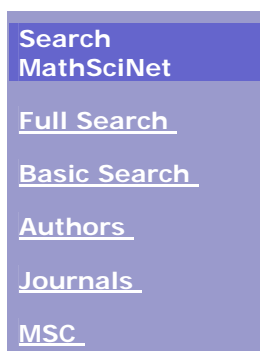 Search
MathSciNet
Full Search
Basic Search
Authors
Journals
MSC